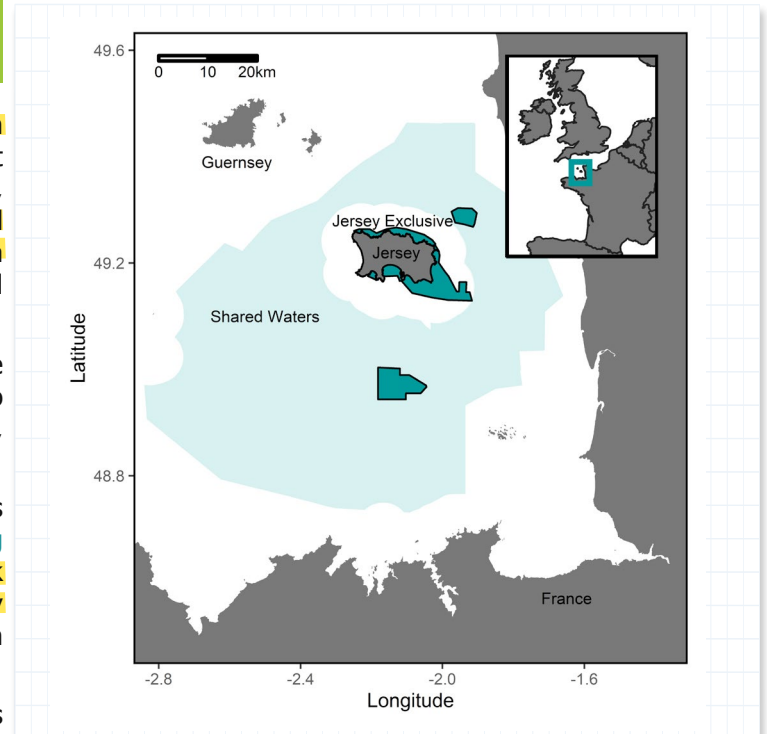 49.6
0 10 20km
Guernsey
Jersey Exclusive
Jersey
49.2
Shared Waters
Latitude
48.8
France
-2.8 -2.4 -2.0 -1.6
Longitude